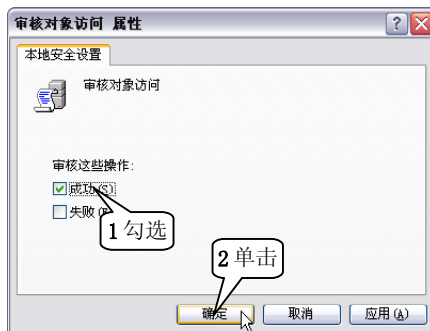 审核对象访问 属性
本地安全设置
审核对象访问
审核这些操作:
成功(S)
失败
1 勾选
2 单击
确定
取消
应用(A)